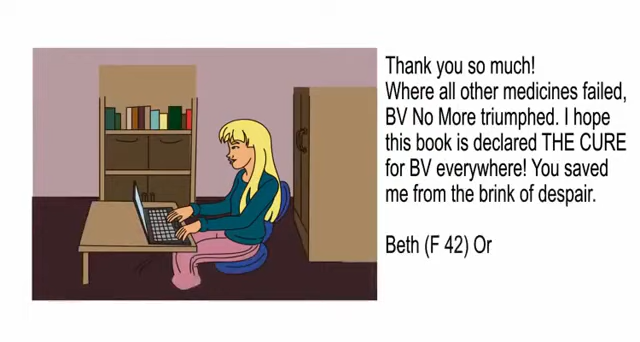 Thank you so much!
Where all other medicines failed,
BV No More triumphed. I hope
this book is declared THE CURE
for BV everywhere! You saved
me from the brink of despair.
Beth (F 42) Or